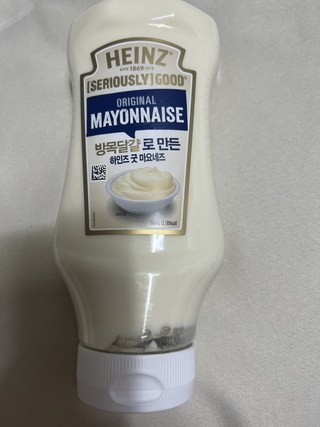 HEINZ
ESTD 1869
[SERIOUSLY] GOOD
ORIGINAL
MAYONNAISE
방목달걀로 만든
하인즈 굿 마요네즈